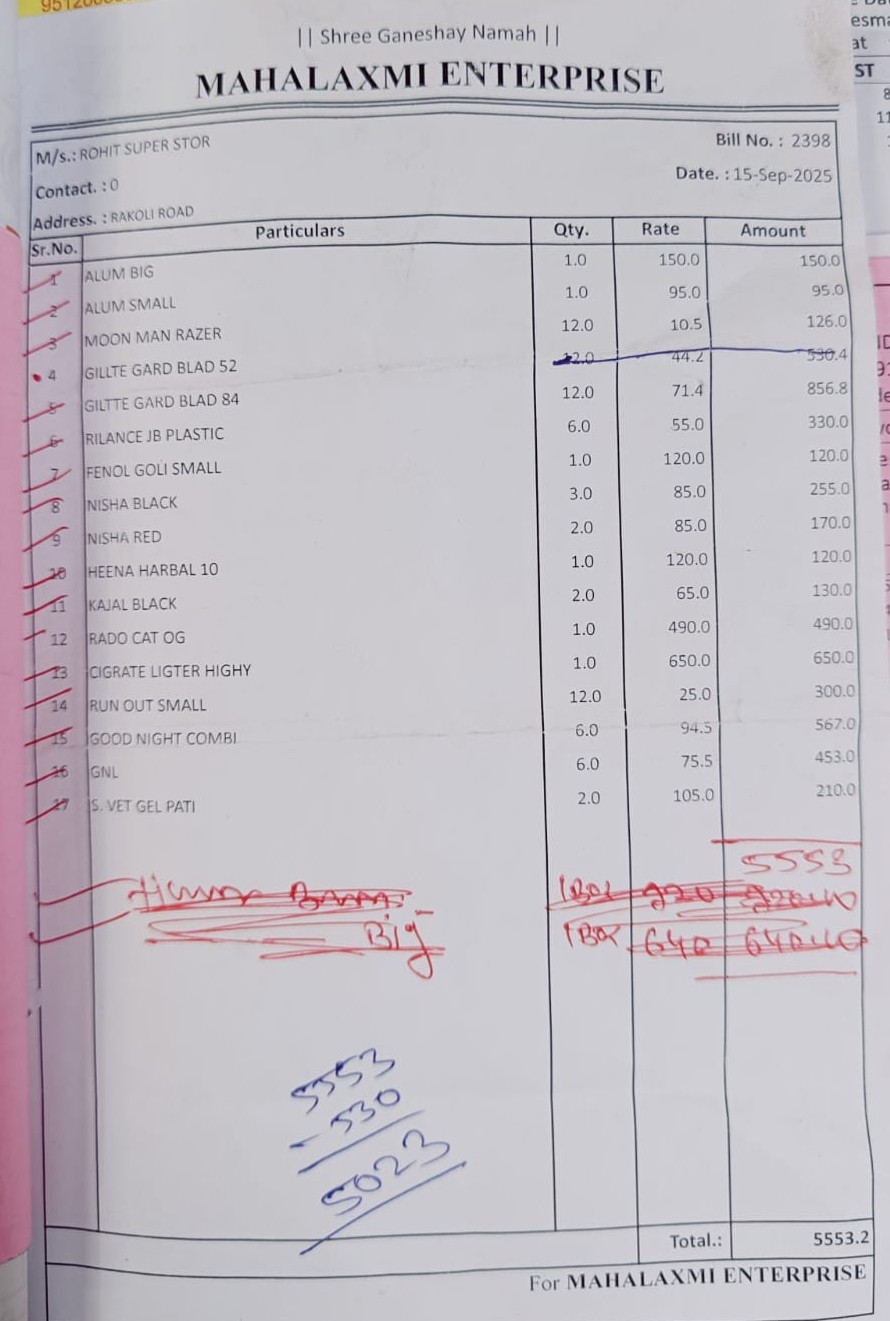 || Shree Ganeshay Namah ||
MAHALAXMI ENTERPRISE
M/s.: ROHIT SUPER STOR Bill No. : 2398
Contact. : 0 Date. : 15-Sep-2025
Address. : RAKOLI ROAD
Sr.No. Particulars Qty. Rate Amount
1 ALUM BIG 1.0 150.0 150.0
2 ALUM SMALL 1.0 95.0 95.0
3 MOON MAN RAZER 12.0 10.5 126.0
4 GILLTE GARD BLAD 52 12.0 44.2 530.4
5 GILTTE GARD BLAD 84 12.0 71.4 856.8
6 RILANCE JB PLASTIC 6.0 55.0 330.0
7 FENOL GOLI SMALL 1.0 120.0 120.0
8 NISHA BLACK 3.0 85.0 255.0
9 NISHA RED 2.0 85.0 170.0
10 HEENA HARBAL 10 1.0 120.0 120.0
11 KAJAL BLACK 2.0 65.0 130.0
12 RADO CAT OG 1.0 490.0 490.0
13 CIGRATE LIGTER HIGHY 1.0 650.0 650.0
14 RUN OUT SMALL 12.0 25.0 300.0
15 GOOD NIGHT COMBI 6.0 94.5 567.0
16 GNL 6.0 75.5 453.0
17 S. VET GEL PATI 2.0 105.0 210.0
5553
1 Box
Big 1 Box 640 640
5553
- 530
5023
Total.: 5553.2
For MAHALAXMI ENTERPRISE